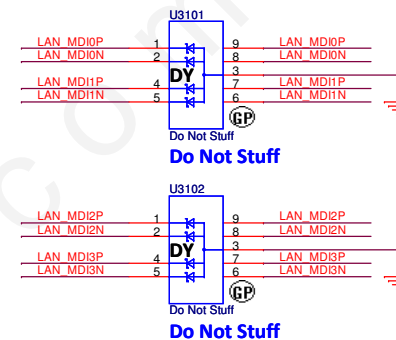 U3101
LAN_MDI0P 1 9 LAN_MDI0P
LAN_MDI0N 2 8 LAN_MDI0N
DY 3
LAN_MDI1P 4 7 LAN_MDI1P
LAN_MDI1N 5 6 LAN_MDI1N
GP
Do Not Stuff
Do Not Stuff
U3102
LAN_MDI2P 1 9 LAN_MDI2P
LAN_MDI2N 2 8 LAN_MDI2N
DY 3
LAN_MDI3P 4 7 LAN_MDI3P
LAN_MDI3N 5 6 LAN_MDI3N
GP
Do Not Stuff
Do Not Stuff